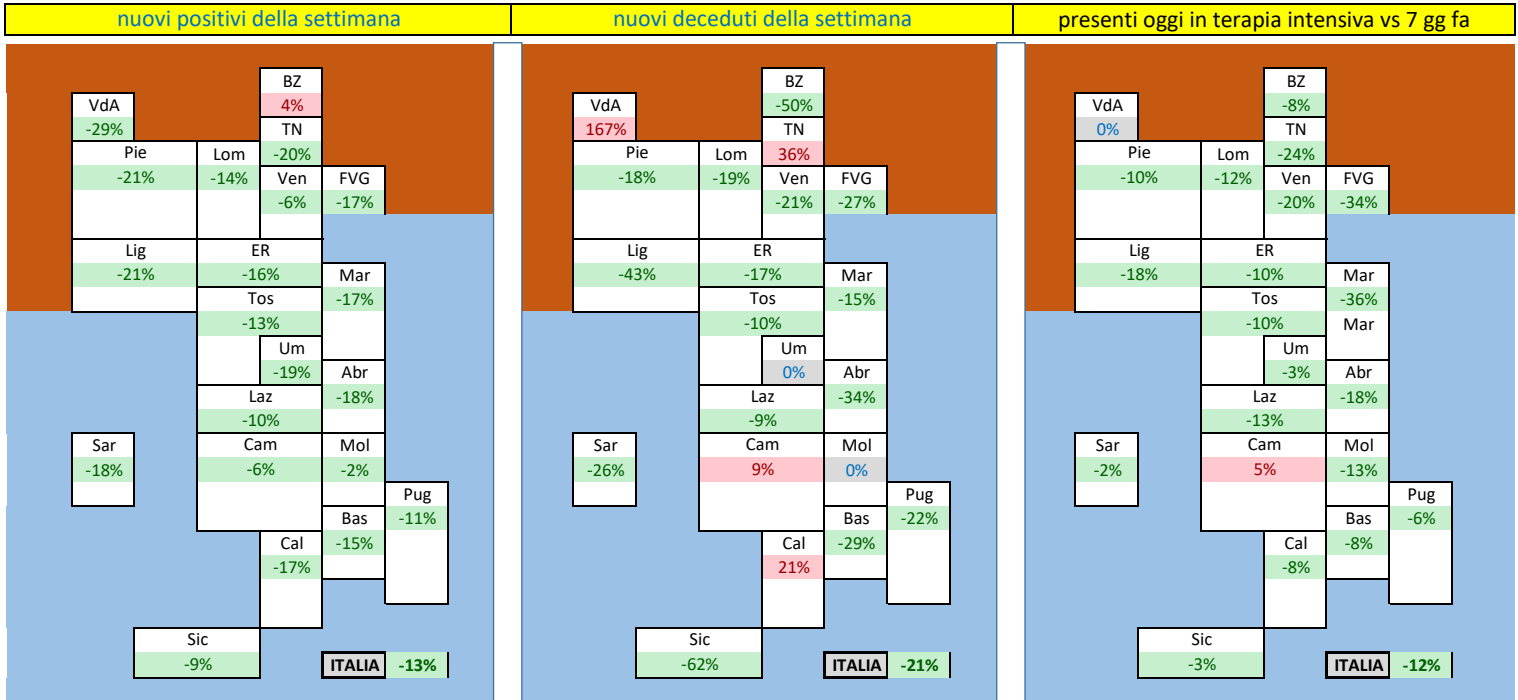 nuovi positivi della settimana
nuovi deceduti della settimana
presenti oggi in terapia intensiva vs 7 gg fa
BZ
VdA
4%
-29%
TN
Pie
Lom
-20%
-21%
-14%
Ven
FVG
-6%
-17%
Lig
ER
-21%
-16%
Mar
Tos
-17%
-13%
Um
-19%
Abr
Laz
-18%
-10%
Sar
Cam
Mol
-18%
-6%
-2%
Pug
Bas
-11%
Cal
-15%
-17%
Sic
-9%
ITALIA
-13%
BZ
VdA
-50%
167%
TN
Pie
Lom
36%
-18%
-19%
Ven
FVG
-21%
-27%
Lig
ER
-43%
-17%
Mar
Tos
-15%
-10%
Um
0%
Abr
Laz
-34%
-9%
Sar
Cam
Mol
-26%
9%
0%
Pug
Bas
-22%
Cal
-29%
21%
Sic
-62%
ITALIA
-21%
BZ
VdA
-8%
0%
TN
Pie
Lom
-24%
-10%
-12%
Ven
FVG
-20%
-34%
Lig
ER
-18%
-10%
Mar
Tos
-36%
-10%
Mar
Um
-3%
Abr
Laz
-18%
-13%
Sar
Cam
Mol
-2%
5%
-13%
Pug
Bas
-6%
Cal
-8%
-8%
Sic
-3%
ITALIA
-12%